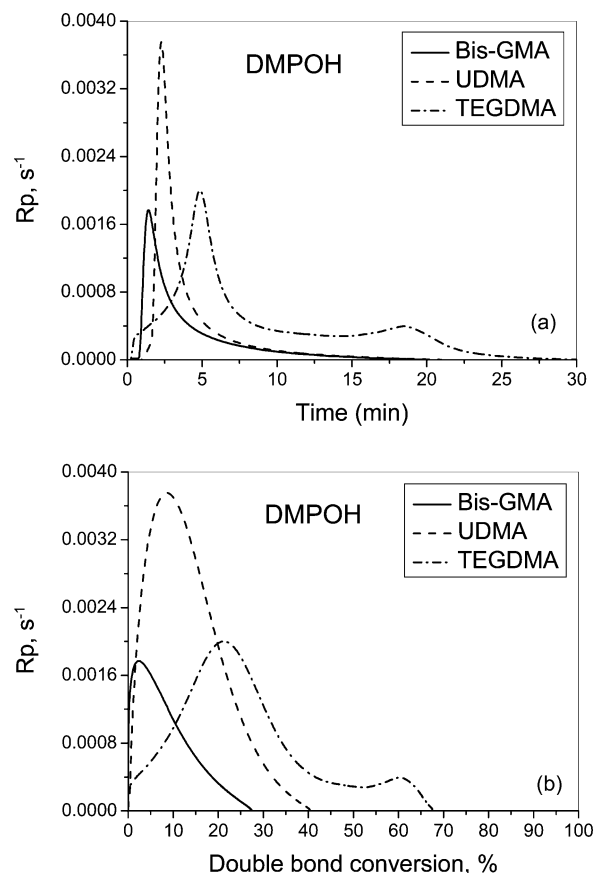 0.0040
0.0032
0.0024
0.0016
0.0008
0.0000
Rp, s-1
DMPOH
Bis-GMA
UDMA
TEGDMA
(a)
0 5 10 15 20 25 30
Time (min)
0.0040
0.0032
0.0024
0.0016
0.0008
0.0000
Rp, s-1
DMPOH
Bis-GMA
UDMA
TEGDMA
(b)
0 10 20 30 40 50 60 70 80 90 100
Double bond conversion, %